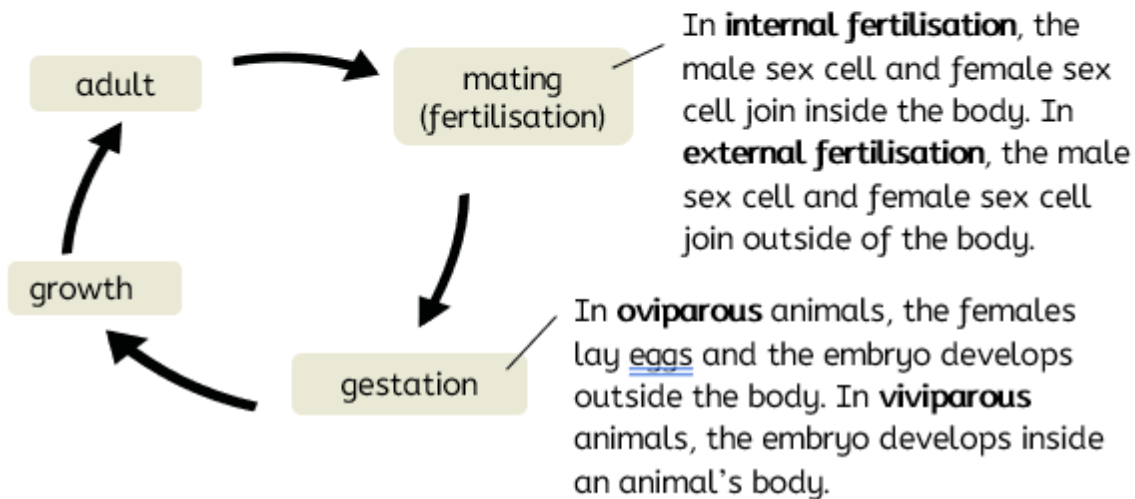 adult
mating
(fertilisation)
In internal fertilisation, the
male sex cell and female sex
cell join inside the body. In
external fertilisation, the male
sex cell and female sex cell
join outside of the body.
growth
gestation
In oviparous animals, the females
lay eggs and the embryo develops
outside the body. In viviparous
animals, the embryo develops inside
an animal's body.